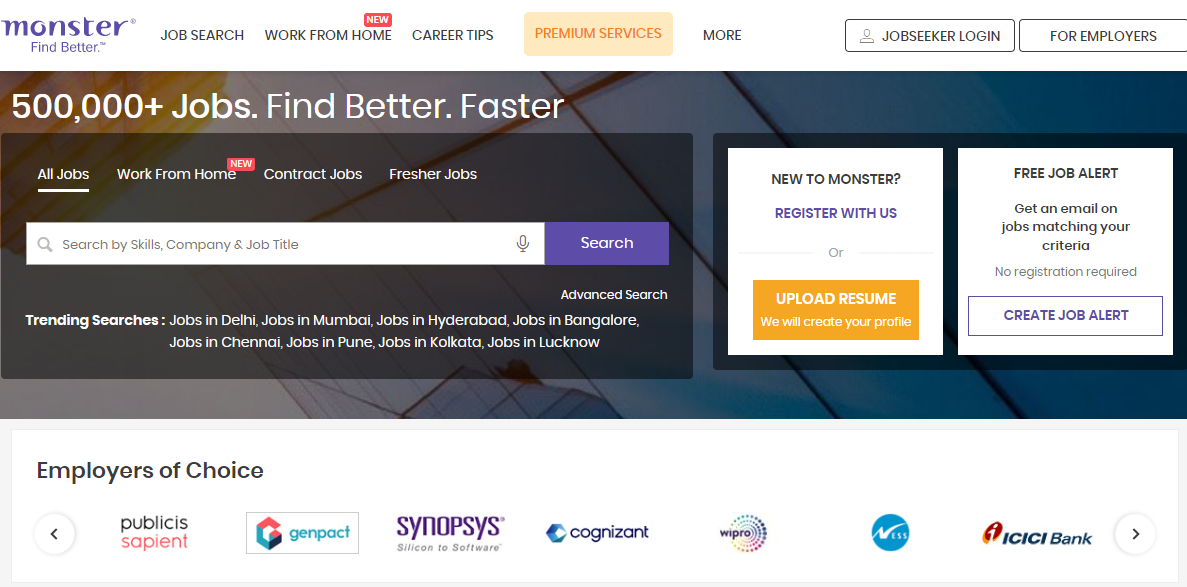 monster®
Find Better.™
JOB SEARCH
WORK FROM HOME
NEW
CAREER TIPS
PREMIUM SERVICES
MORE
JOBSEEKER LOGIN
FOR EMPLOYERS
500,000+ Jobs. Find Better. Faster
All Jobs
Work From Home
NEW
Contract Jobs
Fresher Jobs
Search by Skills, Company & Job Title
Search
Advanced Search
Trending Searches : Jobs in Delhi, Jobs in Mumbai, Jobs in Hyderabad, Jobs in Bangalore,
Jobs in Chennai, Jobs in Pune, Jobs in Kolkata, Jobs in Lucknow
NEW TO MONSTER?
REGISTER WITH US
Or
UPLOAD RESUME
We will create your profile
FREE JOB ALERT
Get an email on
jobs matching your
criteria
No registration required
CREATE JOB ALERT
Employers of Choice
publicis
sapient
genpact
SYNOPSYS®
Silicon to Software™
cognizant
wipro
NESS
ICICI Bank